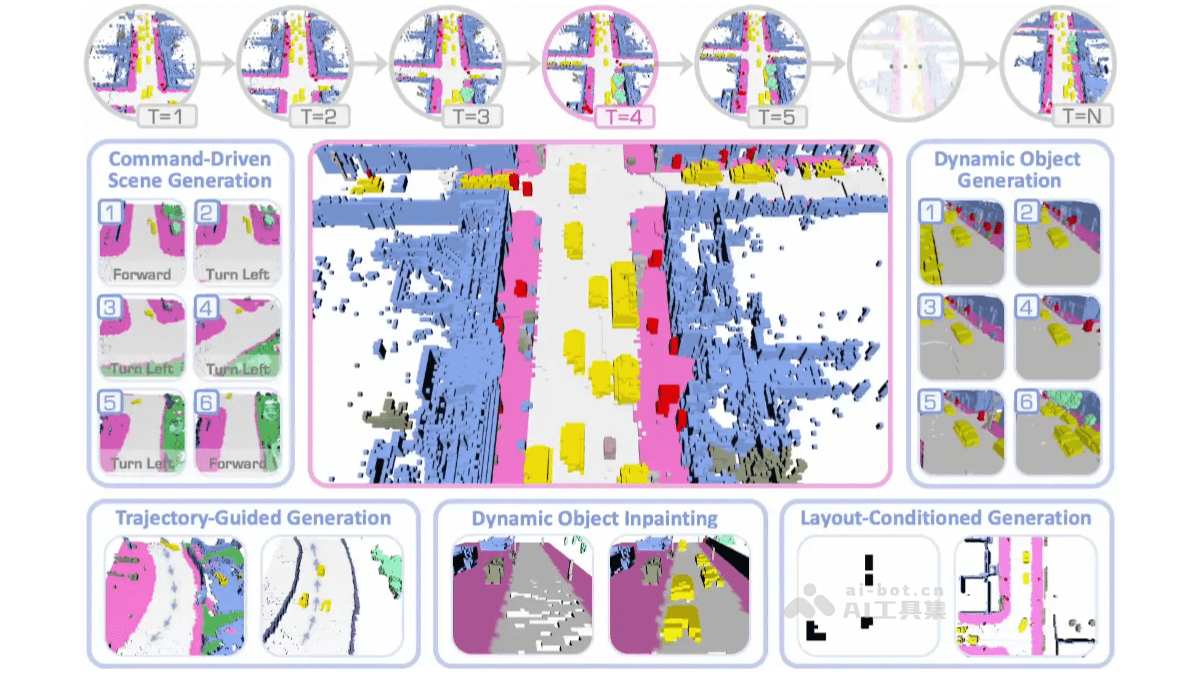 T=1
T=2
T=3
T=4
T=5
T=N
Command-Driven
Scene Generation
1
2
Forward
Turn Left
3
4
Turn Left
Turn Left
5
6
Turn Left
Forward
Dynamic Object
Generation
1
2
3
4
5
6
Trajectory-Guided Generation
Dynamic Object Inpainting
Layout-Conditioned Generation
ai-bot.cn
AI工具集